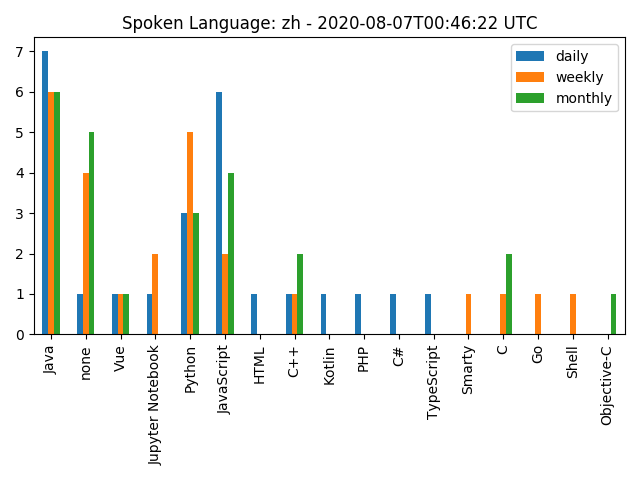 Spoken Language: zh - 2020-08-07T00:46:22 UTC
daily
weekly
monthly
7
6
5
4
3
2
1
0
Java
none
Vue
Jupyter Notebook
Python
JavaScript
HTML
C++
Kotlin
PHP
C#
TypeScript
Smarty
C
Go
Shell
Objective-C